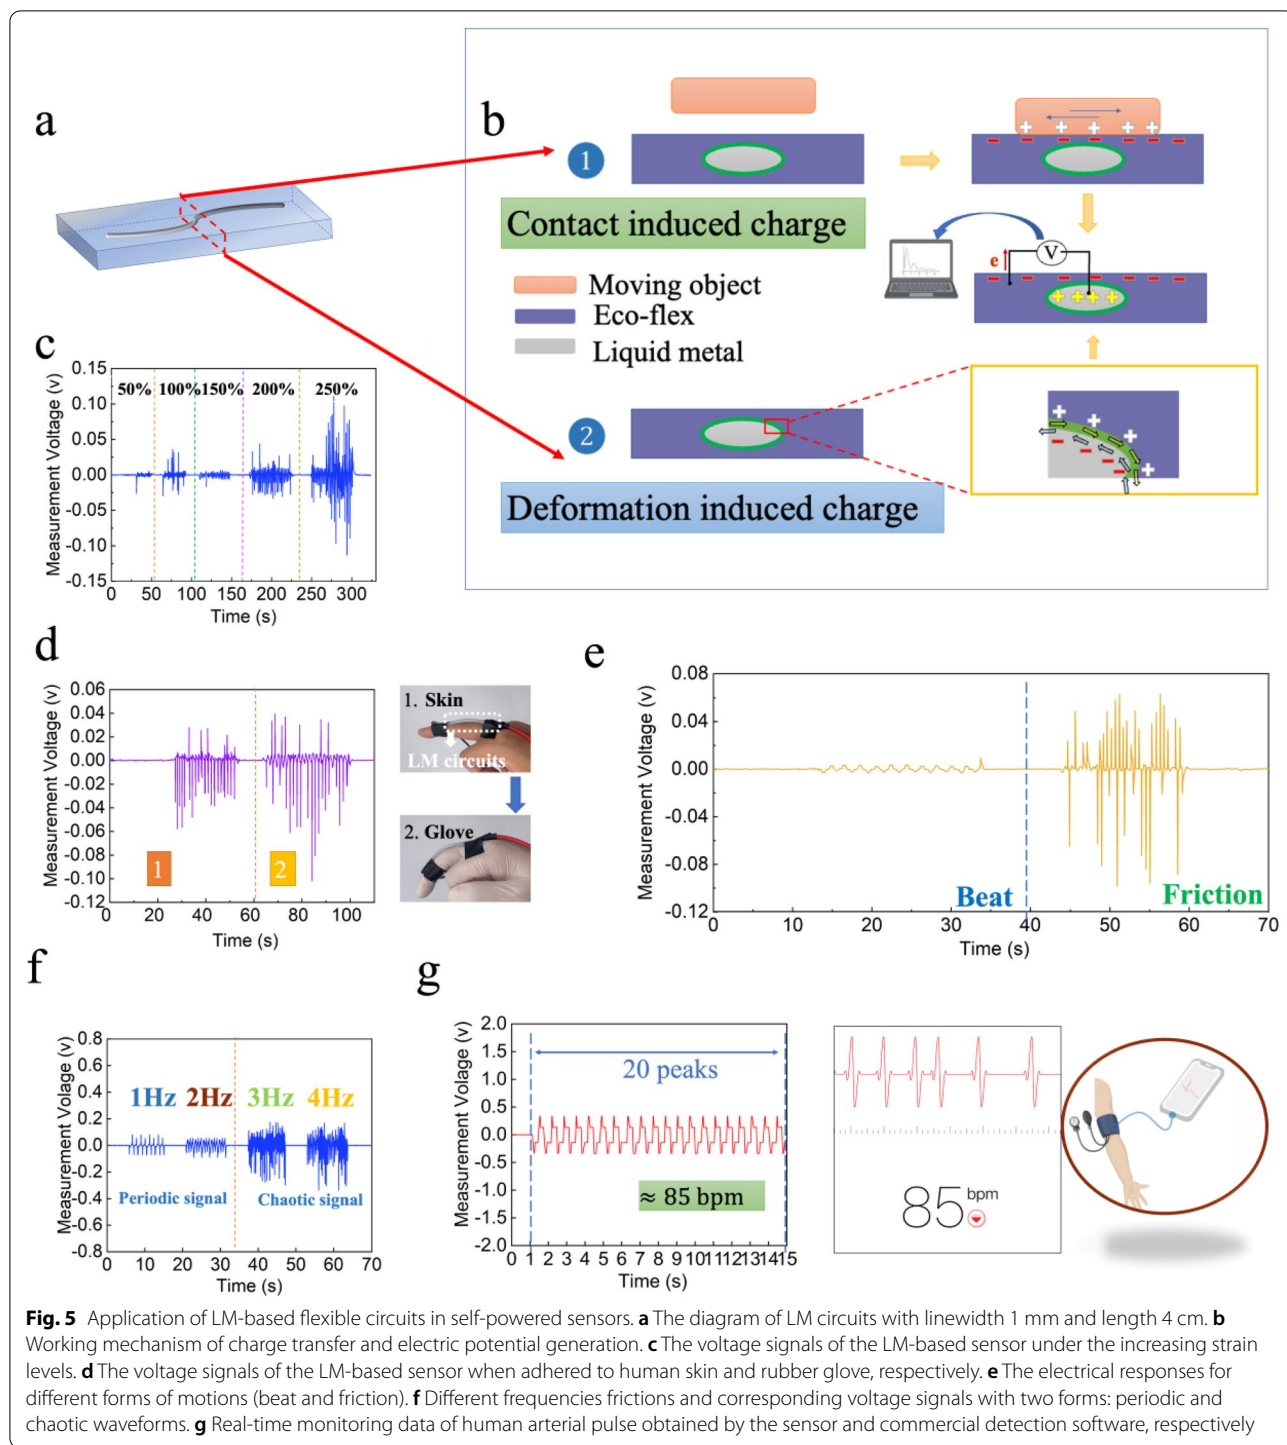 a
b
1
Contact induced charge
Moving object
Eco-flex
Liquid metal
V
e
2
Deformation induced charge
c
Measurement Voltage (v)
0.15
0.10
0.05
0.00
-0.05
-0.10
-0.15
50% 100% 150% 200% 250%
0 50 100 150 200 250 300
Time (s)
d
Measurement Voltage (v)
0.06
0.04
0.02
0.00
-0.02
-0.04
-0.06
-0.08
-0.10
-0.12
1 2
0 20 40 60 80 100
Time (s)
1. Skin
LM circuits
2. Glove
e
Measurement Voltage (v)
0.08
0.04
0.00
-0.04
-0.08
-0.12
Beat Friction
0 10 20 30 40 50 60 70
Time (s)
f
Measurement Volage (v)
0.8
0.6
0.4
0.2
0.0
-0.2
-0.4
-0.6
-0.8
1Hz 2Hz 3Hz 4Hz
Periodic signal Chaotic signal
0 10 20 30 40 50 60 70
Time (s)
g
Measurement Volage (v)
2.0
1.5
1.0
0.5
0.0
-0.5
-1.0
-1.5
-2.0
20 peaks
≈ 85 bpm
0 1 2 3 4 5 6 7 8 9 10 11 12 13 14 15
Time (s)
85 bpm
Fig. 5 Application of LM-based flexible circuits in self-powered sensors. a The diagram of LM circuits with linewidth 1 mm and length 4 cm. b
Working mechanism of charge transfer and electric potential generation. c The voltage signals of the LM-based sensor under the increasing strain
levels. d The voltage signals of the LM-based sensor when adhered to human skin and rubber glove, respectively. e The electrical responses for
different forms of motions (beat and friction). f Different frequencies frictions and corresponding voltage signals with two forms: periodic and
chaotic waveforms. g Real-time monitoring data of human arterial pulse obtained by the sensor and commercial detection software, respectively